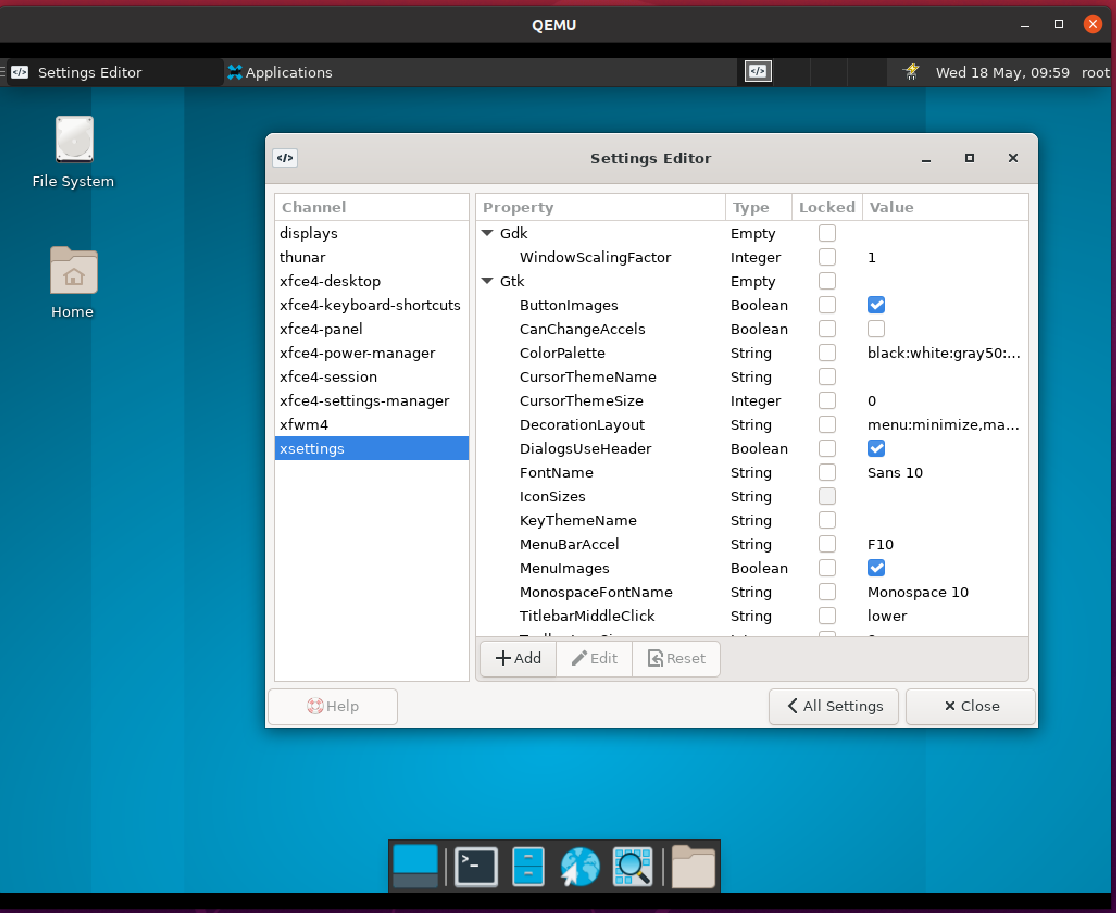 QEMU
Settings Editor
Applications
Wed 18 May, 09:59 root
File System
Home
Settings Editor
Channel
displays
thunar
xfce4-desktop
xfce4-keyboard-shortcuts
xfce4-panel
xfce4-power-manager
xfce4-session
xfce4-settings-manager
xfwm4
xsettings
Property Type Locked Value
Gdk Empty
WindowScalingFactor Integer 1
Gtk Empty
ButtonImages Boolean
CanChangeAccels Boolean
ColorPalette String black:white:gray50:...
CursorThemeName String
CursorThemeSize Integer 0
DecorationLayout String menu:minimize,ma...
DialogsUseHeader Boolean
FontName String Sans 10
IconSizes String
KeyThemeName String
MenuBarAccel String F10
MenuImages Boolean
MonospaceFontName String Monospace 10
TitlebarMiddleClick String lower
Add Edit Reset
Help All Settings Close